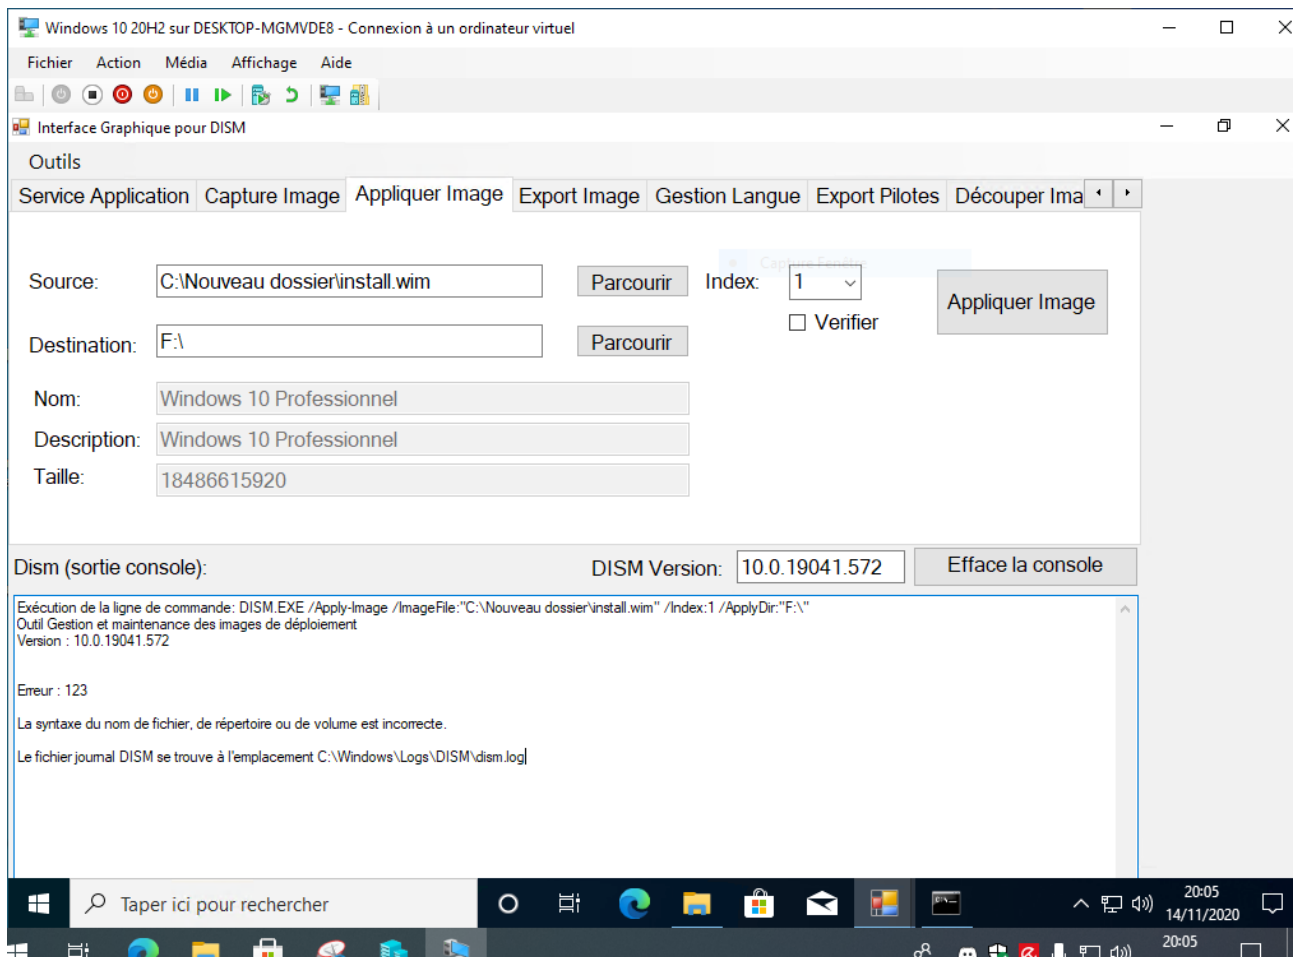 Windows 10 20H2 sur DESKTOP-MGMVDE8 - Connexion à un ordinateur virtuel
Fichier Action Média Affichage Aide
Interface Graphique pour DISM
Outils
Service Application Capture Image Appliquer Image Export Image Gestion Langue Export Pilotes Découper Ima
Capture Fenêtre
Source: C:\Nouveau dossier\install.wim Parcourir Index: 1 Appliquer Image
Verifier
Destination: F:\ Parcourir
Nom: Windows 10 Professionnel
Description: Windows 10 Professionnel
Taille: 18486615920
Dism (sortie console): DISM Version: 10.0.19041.572 Efface la console
Exécution de la ligne de commande: DISM.EXE /Apply-Image /ImageFile:"C:\Nouveau dossier\install.wim" /Index:1 /ApplyDir:"F:\"
Outil Gestion et maintenance des images de déploiement
Version : 10.0.19041.572
Erreur : 123
La syntaxe du nom de fichier, de répertoire ou de volume est incorrecte.
Le fichier journal DISM se trouve à l'emplacement C:\Windows\Logs\DISM\dism.log
Taper ici pour rechercher 20:05
14/11/2020
20:05